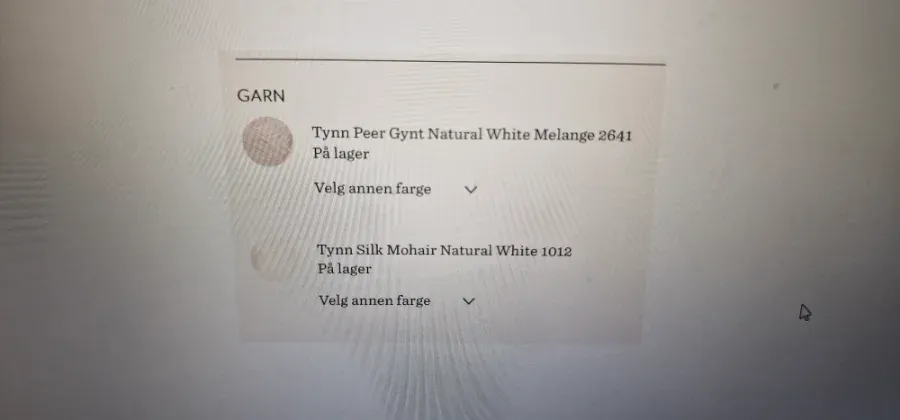 GARN
Tynn Peer Gynt Natural White Melange 2641
På lager
Velg annen farge
Tynn Silk Mohair Natural White 1012
På lager
Velg annen farge